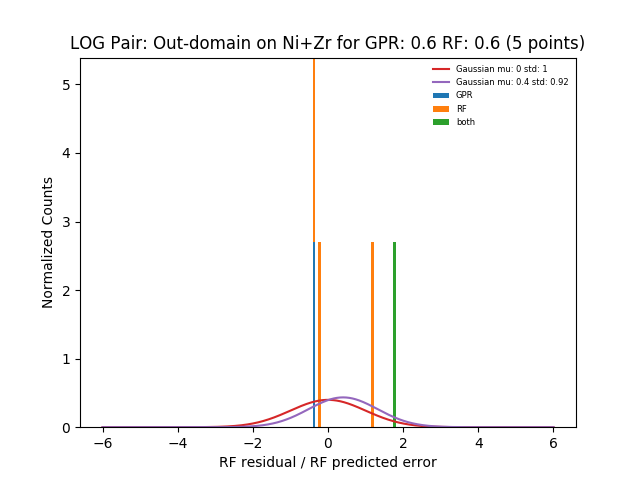 LOG Pair: Out-domain on Ni+Zr for GPR: 0.6 RF: 0.6 (5 points)
Gaussian mu: 0 std: 1
Gaussian mu: 0.4 std: 0.92
GPR
RF
both
Normalized Counts
5
4
3
2
1
0
−6 −4 −2 0 2 4 6
RF residual / RF predicted error